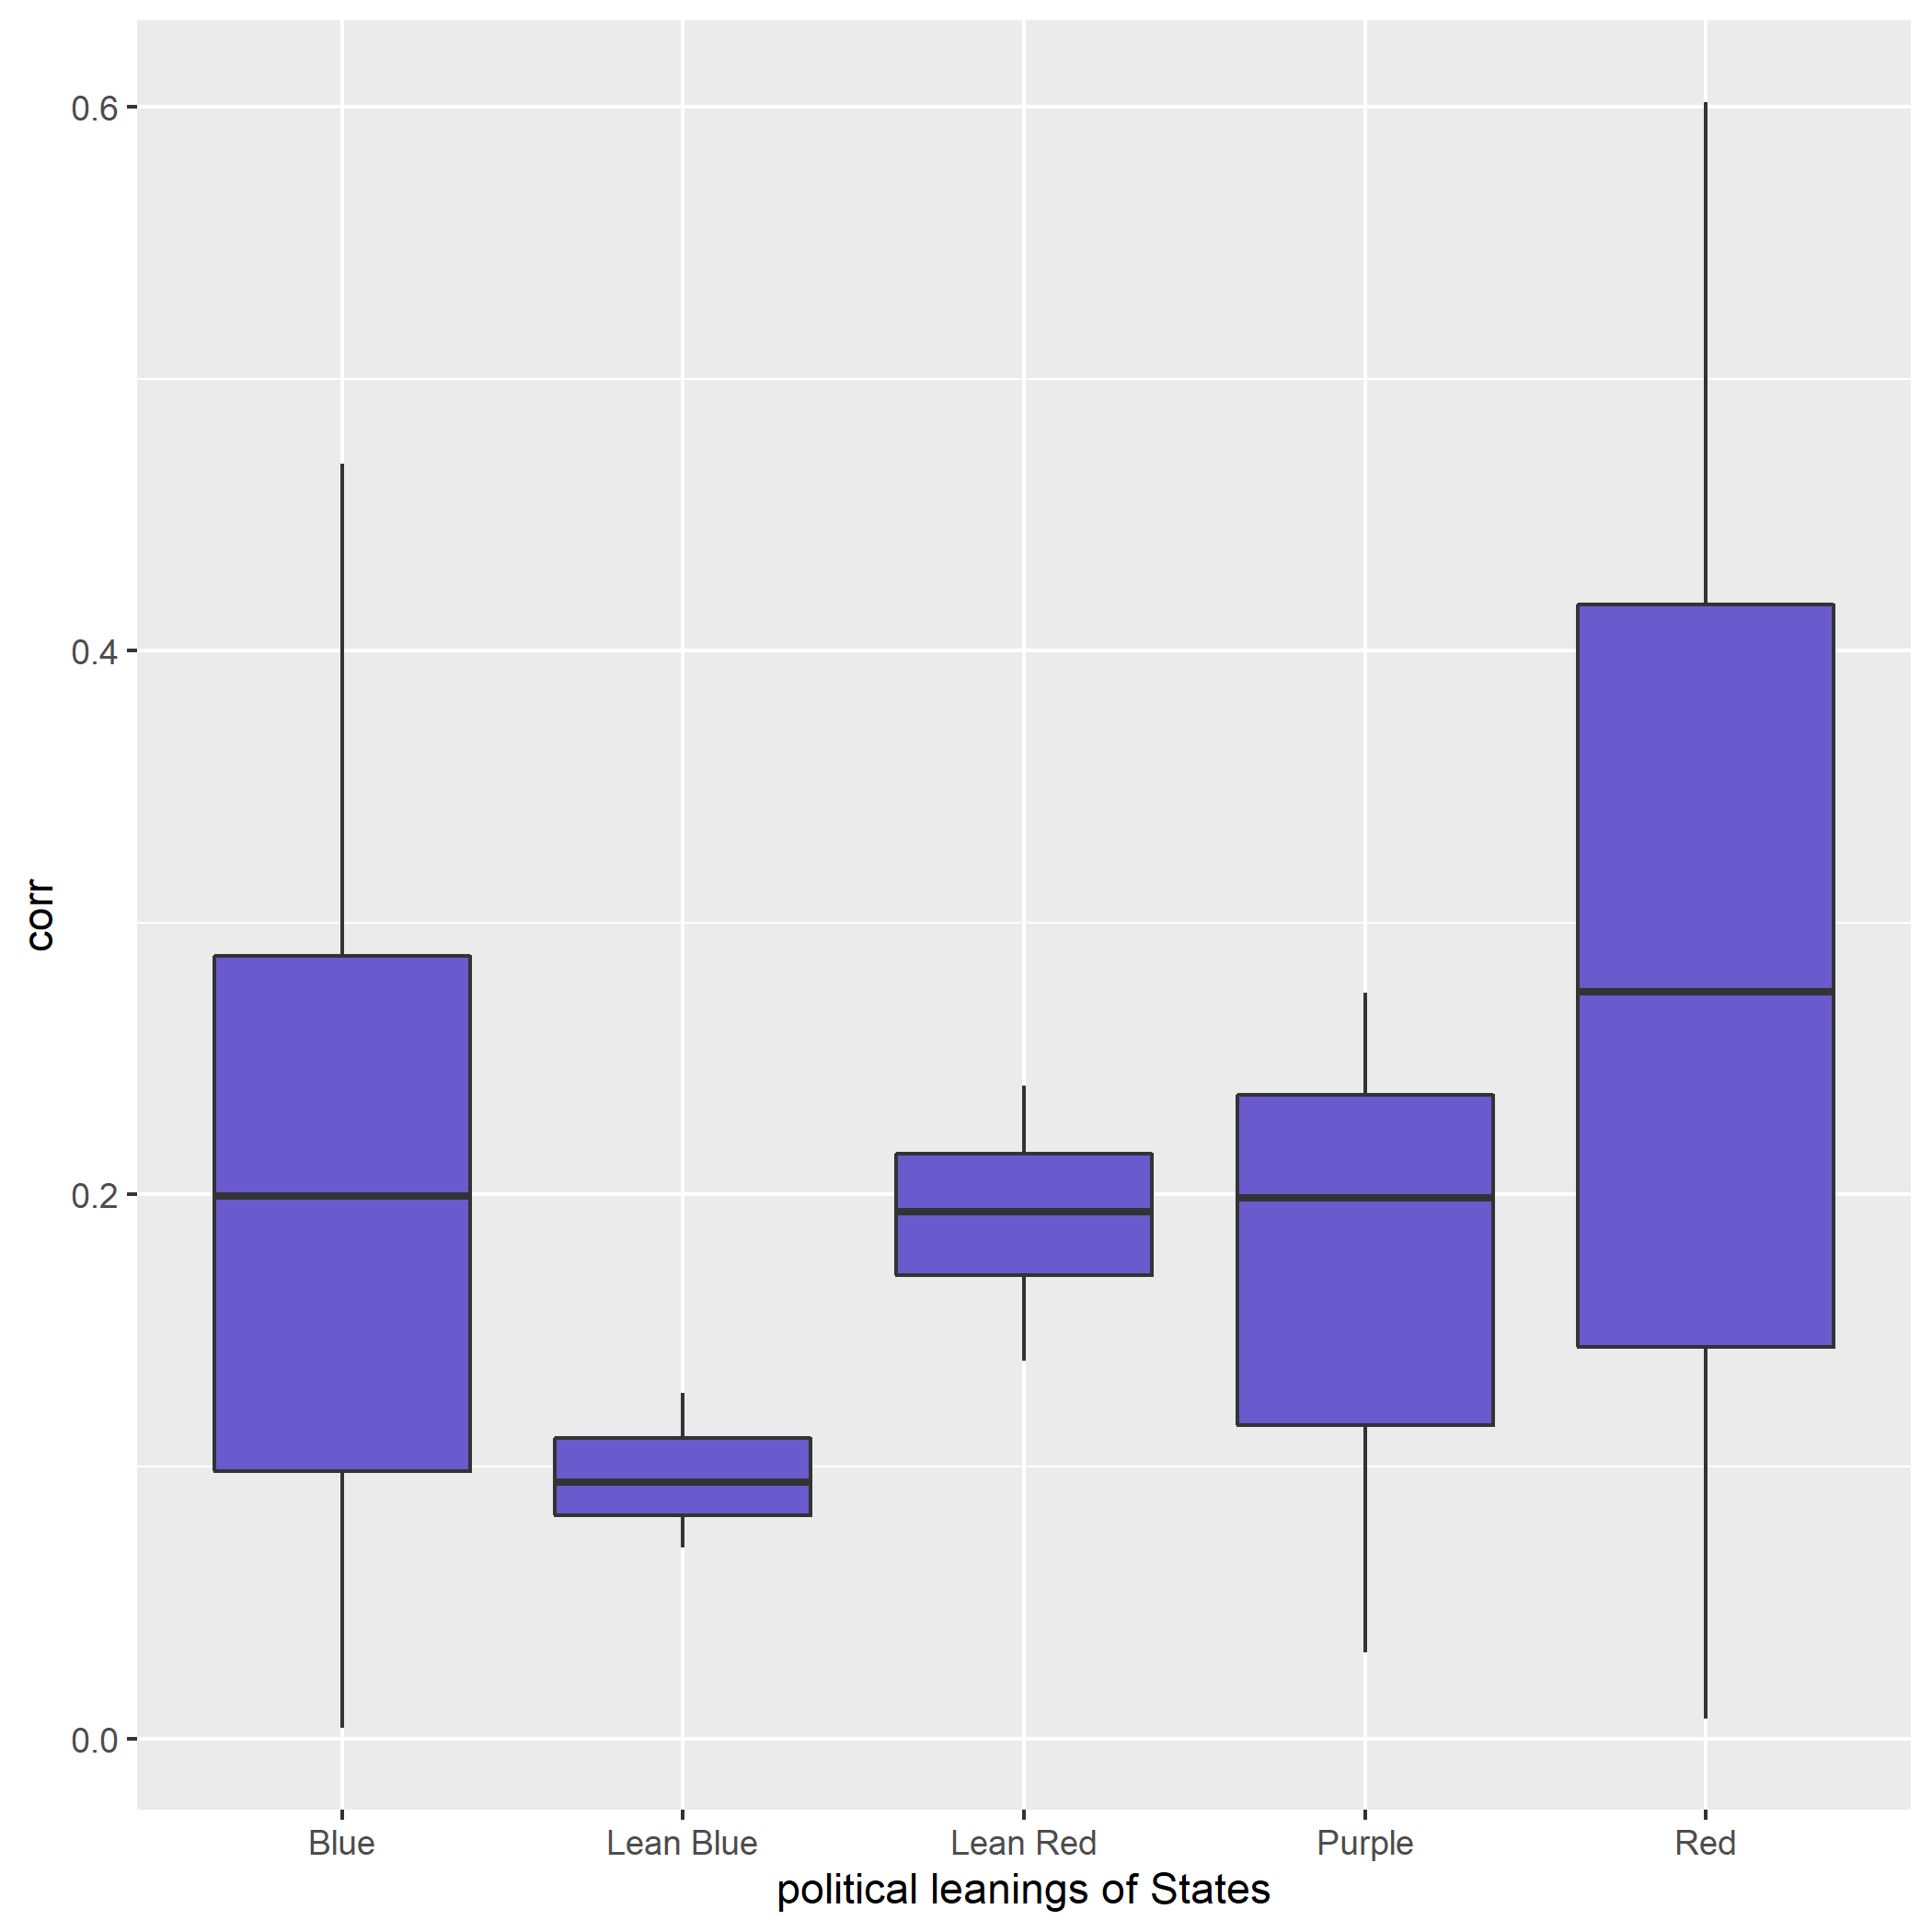 0.6
0.4
0.2
0.0
corr
Blue
Lean Blue
Lean Red
Purple
Red
political leanings of States